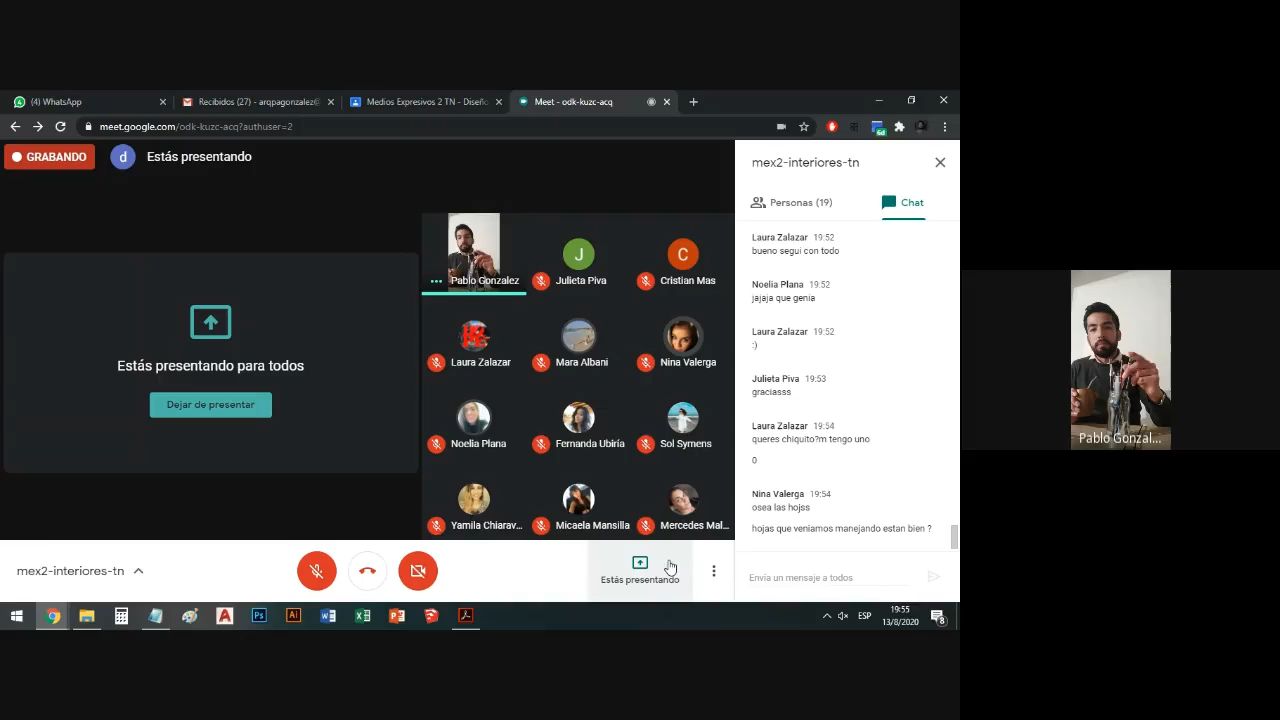 (4) WhatsApp
Recibidos (27) - arqpagonzalez@
Medios Expresivos 2 TN - Diseño
Meet - odk-kuzc-acq
meet.google.com/odk-kuzc-acq?authuser=2
GRABANDO
d
Estás presentando
mex2-interiores-tn
Personas (19)
Chat
Estás presentando para todos
Dejar de presentar
Pablo Gonzalez
J
Julieta Piva
C
Cristian Mas
Laura Zalazar
Mara Albani
Nina Valerga
Noelia Plana
Fernanda Ubiría
Sol Symens
Yamila Chiarav...
Micaela Mansilla
Mercedes Mal...
Laura Zalazar 19:52
bueno segui con todo
Noelia Plana 19:52
jajaja que genia
Laura Zalazar 19:52
:)
Julieta Piva 19:53
graciasss
Laura Zalazar 19:54
queres chiquito?m tengo uno
0
Nina Valerga 19:54
osea las hojss
hojas que veniamos manejando estan bien ?
Envía un mensaje a todos
mex2-interiores-tn
Estás presentando
ESP
19:55
13/8/2020
8
Pablo Gonzal...